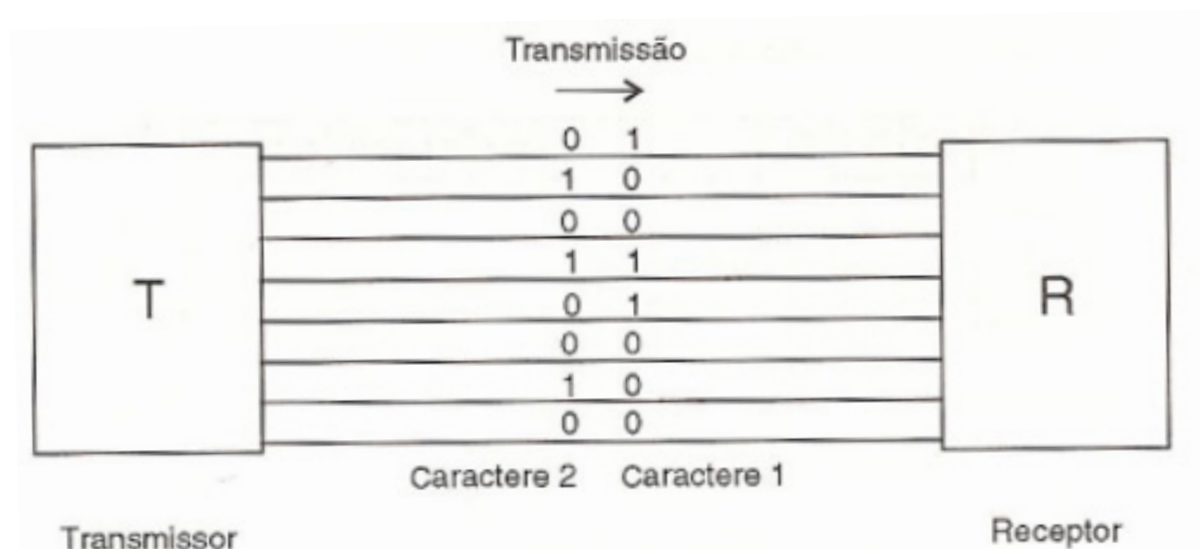 Transmissão
0 1
1 0
0 0
1 1
0 1
0 0
1 0
0 0
T
R
Caractere 2 Caractere 1
Transmissor
Receptor